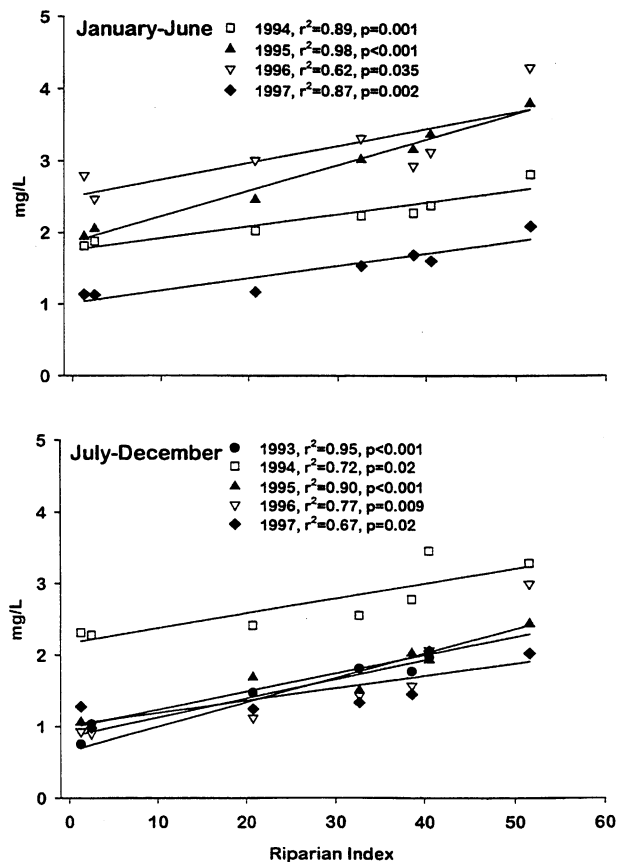 5
January-June
1994, r²=0.89, p=0.001
1995, r²=0.98, p<0.001
1996, r²=0.62, p=0.035
1997, r²=0.87, p=0.002
4
3
mg/L
2
1
0
5
July-December
1993, r²=0.95, p<0.001
1994, r²=0.72, p=0.02
1995, r²=0.90, p<0.001
1996, r²=0.77, p=0.009
1997, r²=0.67, p=0.02
4
3
mg/L
2
1
0
0 10 20 30 40 50 60
Riparian Index